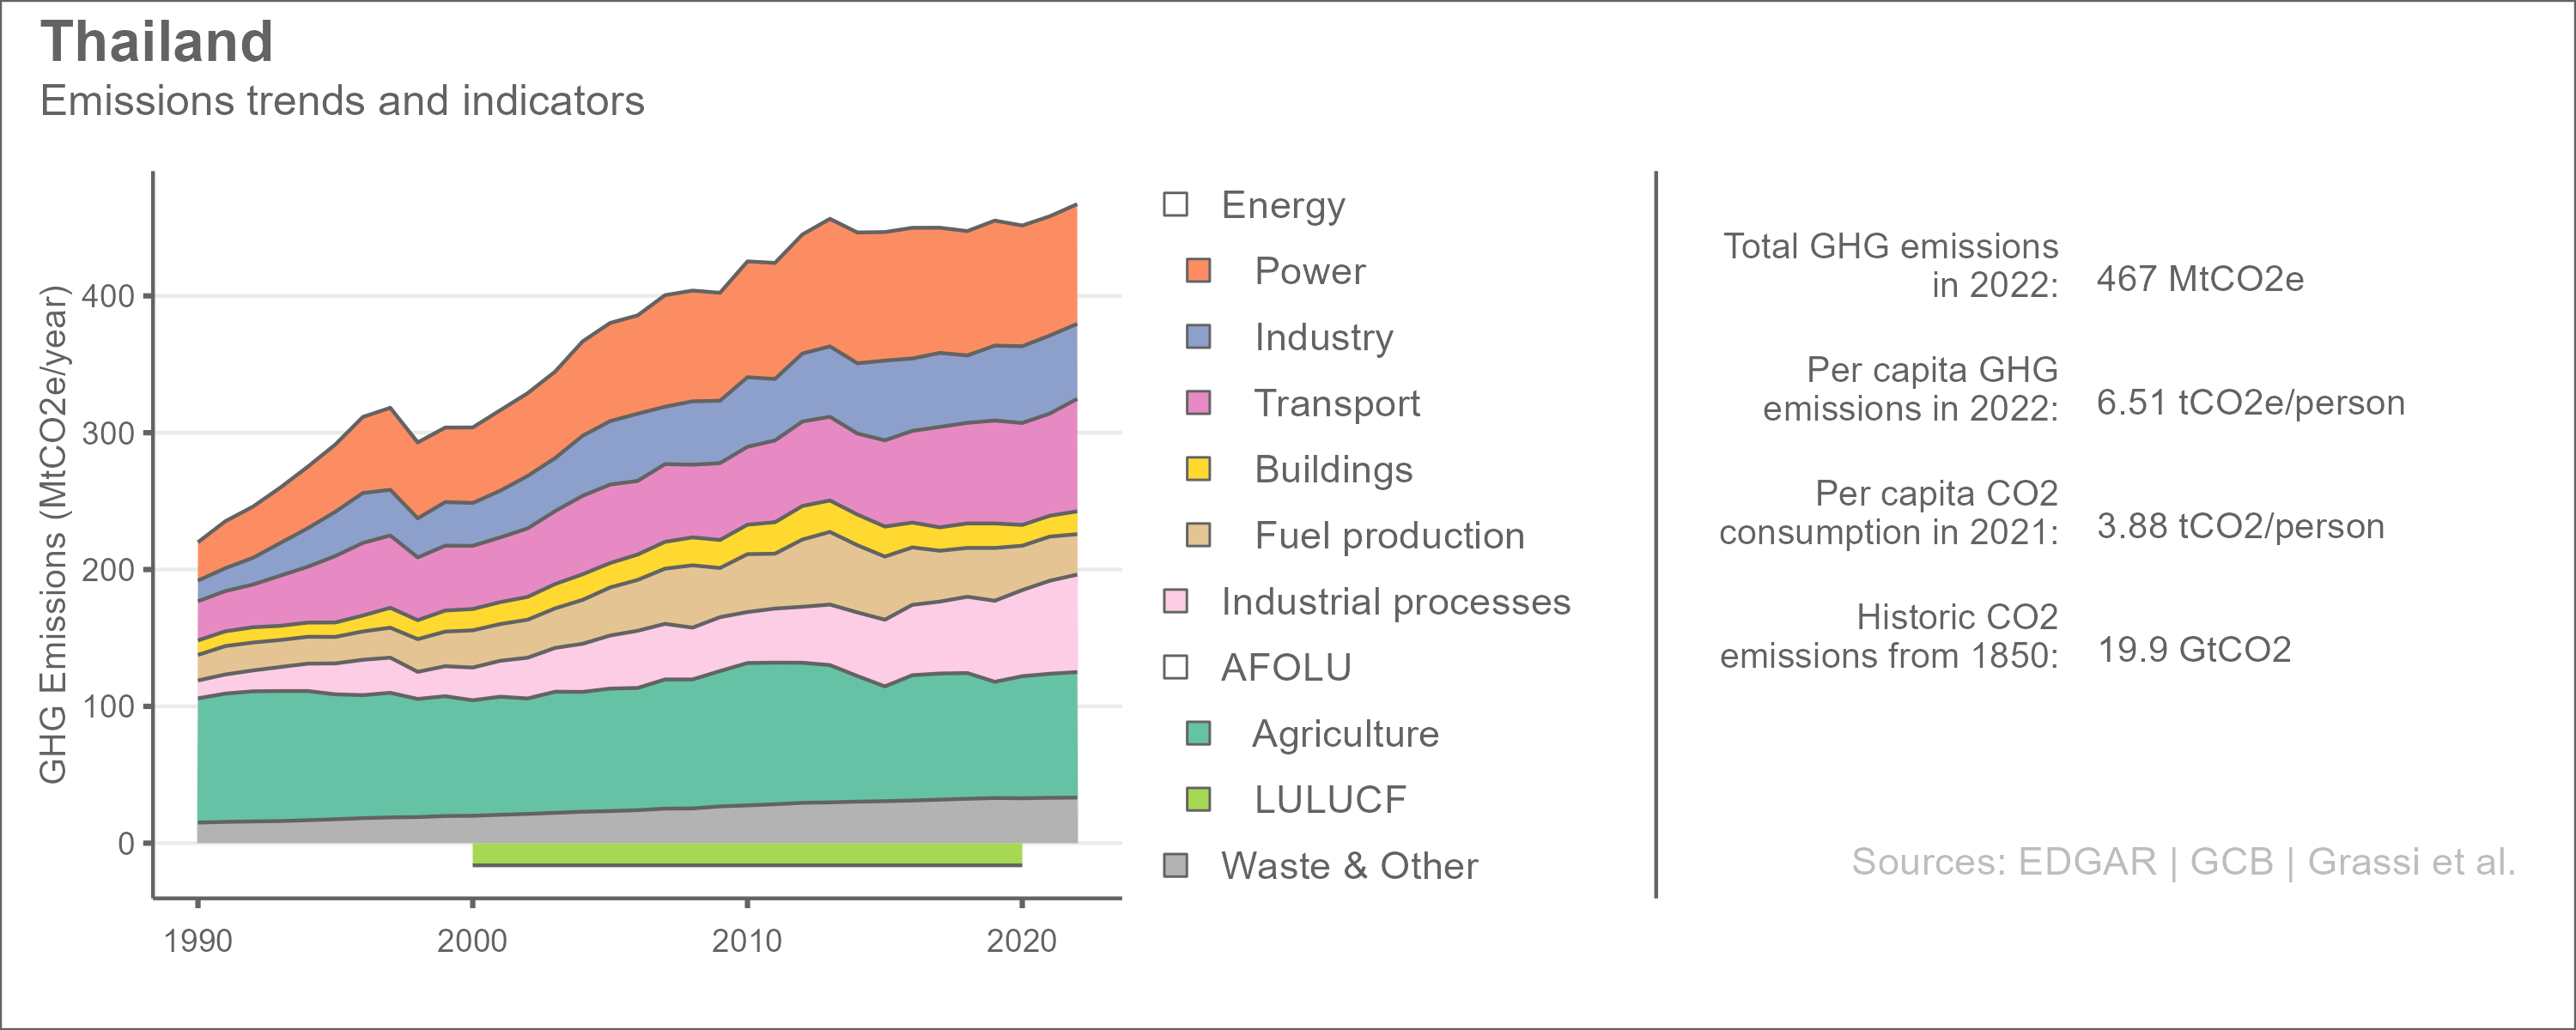 Thailand
Emissions trends and indicators
GHG Emissions (MtCO2e/year)
400
300
200
100
0
1990
2000
2010
2020
Energy
Power
Industry
Transport
Buildings
Fuel production
Industrial processes
AFOLU
Agriculture
LULUCF
Waste & Other
Total GHG emissions
in 2022:
467 MtCO2e
Per capita GHG
emissions in 2022:
6.51 tCO2e/person
Per capita CO2
consumption in 2021:
3.88 tCO2/person
Historic CO2
emissions from 1850:
19.9 GtCO2
Sources: EDGAR | GCB | Grassi et al.